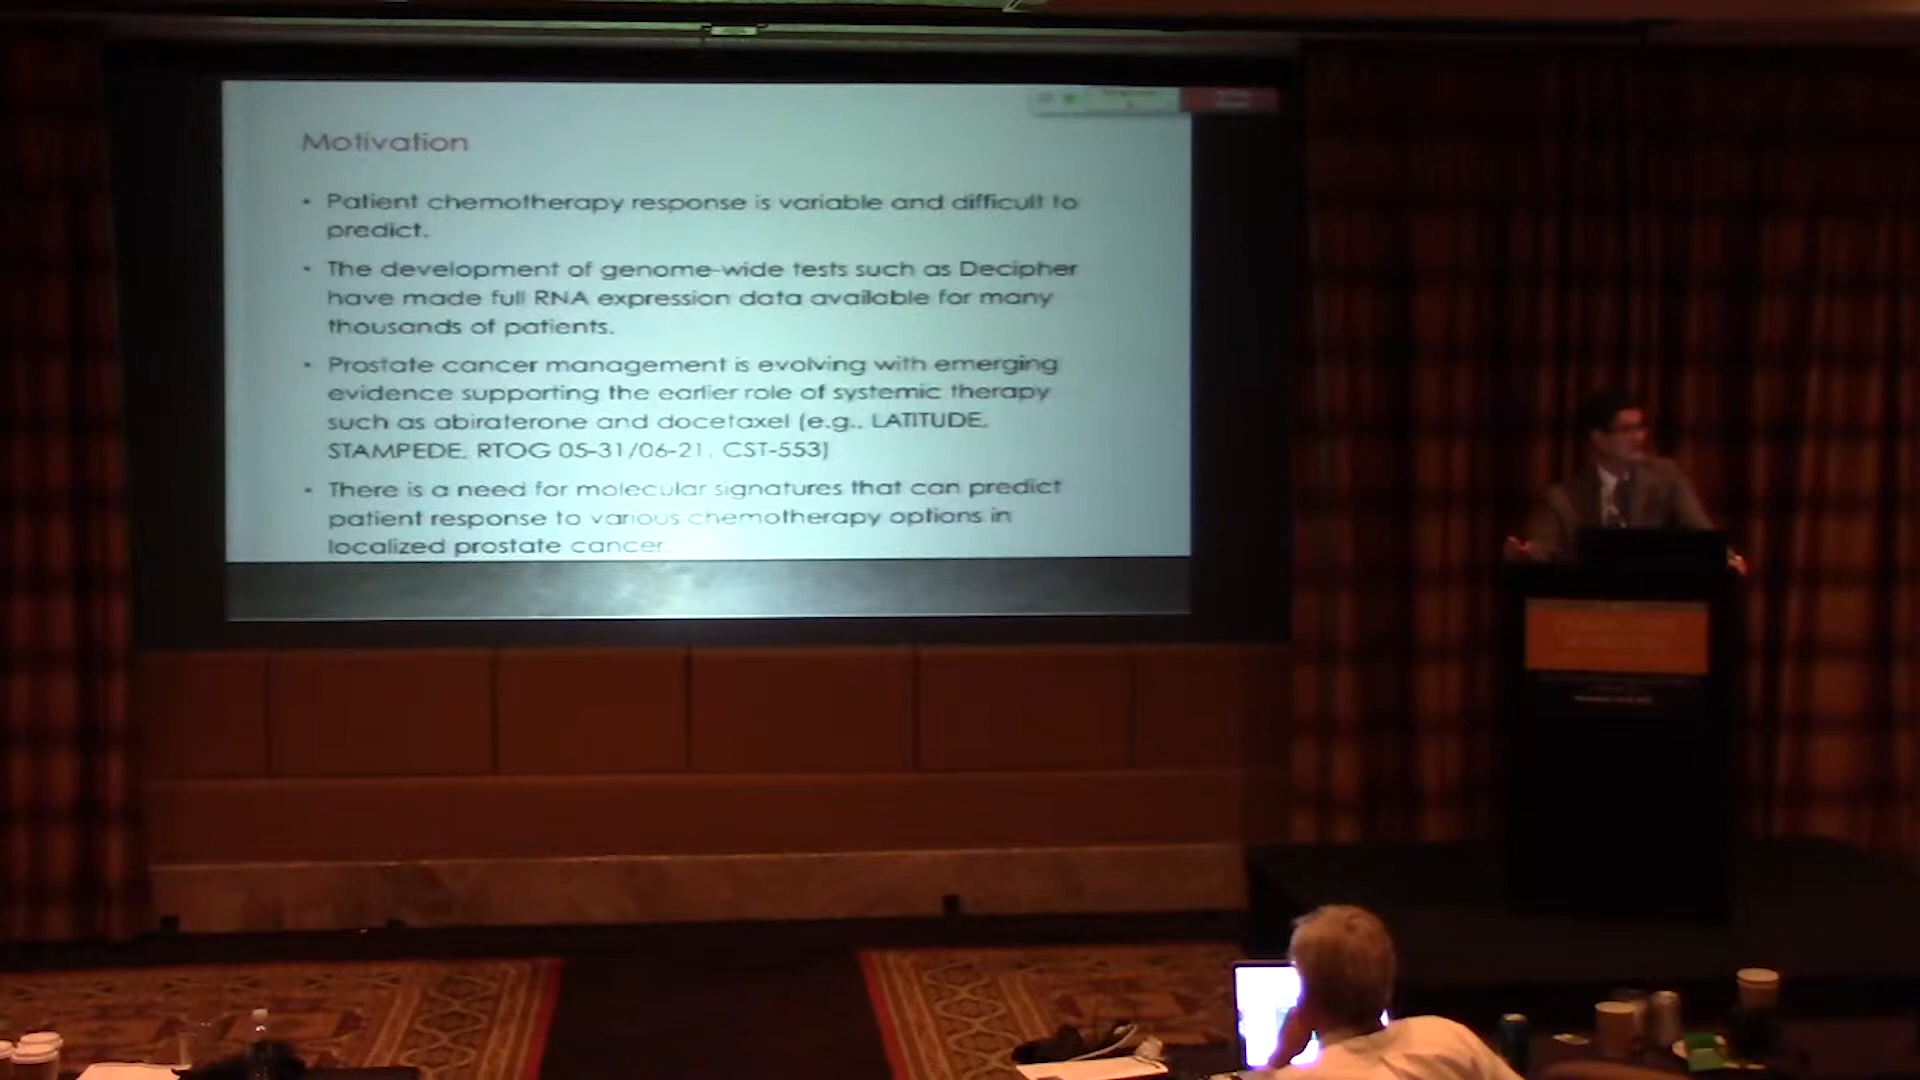 Motivation
• Patient chemotherapy response is variable and difficult to
predict.
• The development of genome-wide tests such as Decipher
have made full RNA expression data available for many
thousands of patients.
• Prostate cancer management is evolving with emerging
evidence supporting the earlier role of systemic therapy
such as abiraterone and docetaxel (e.g., LATITUDE,
STAMPEDE, RTOG 05-31/06-21, CST-553)
• There is a need for molecular signatures that can predict
patient response to various chemotherapy options in
localized prostate cancer.